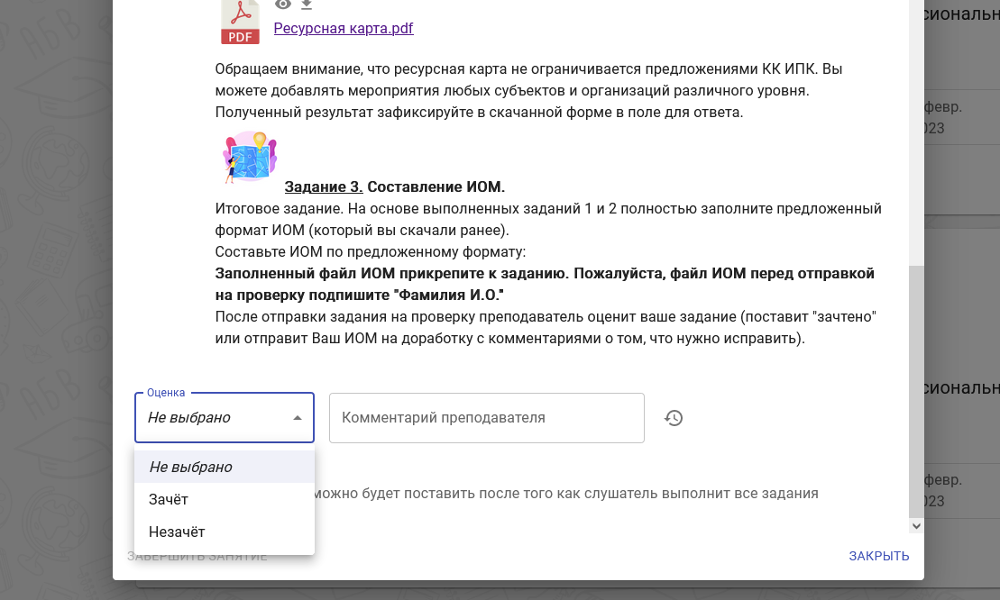 PDF
Ресурсная карта.pdf
сиональн
Обращаем внимание, что ресурсная карта не ограничивается предложениями КК ИПК. Вы
можете добавлять мероприятия любых субъектов и организаций различного уровня.
Полученный результат зафиксируйте в скачанной форме в поле для ответа.
февр.
023
Задание 3. Составление ИОМ.
Итоговое задание. На основе выполненных заданий 1 и 2 полностью заполните предложенный
формат ИОМ (который вы скачали ранее).
Составьте ИОМ по предложенному формату:
Заполненный файл ИОМ прикрепите к заданию. Пожалуйста, файл ИОМ перед отправкой
на проверку подпишите "Фамилия И.О."
После отправки задания на проверку преподаватель оценит ваше задание (поставит "зачтено"
или отправит Ваш ИОМ на доработку с комментариями о том, что нужно исправить).
сиональн
Оценка
Не выбрано
Комментарий преподавателя
Не выбрано
Зачёт
Незачёт
можно будет поставить после того как слушатель выполнит все задания
февр.
023
ЗАВЕРШИТЬ ЗАНЯТИЕ
ЗАКРЫТЬ